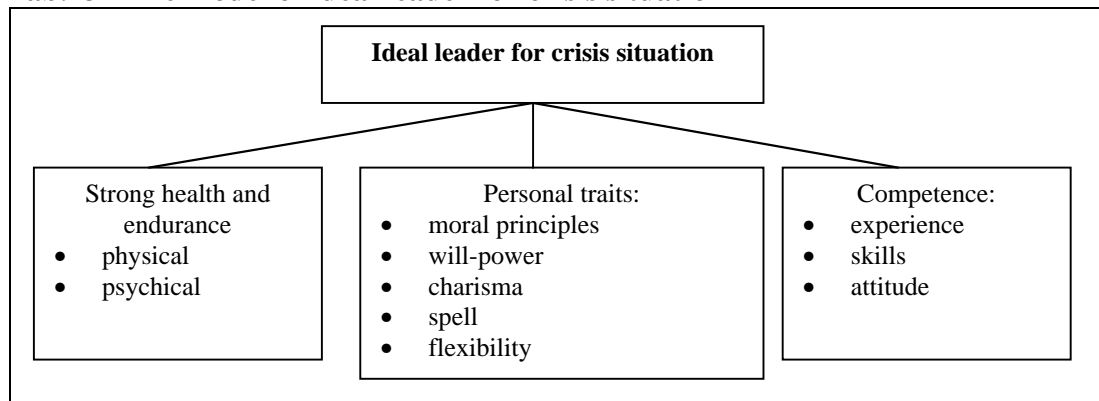 Ideal leader for crisis situation
Strong health and
endurance
• physical
• psychical
Personal traits:
• moral principles
• will-power
• charisma
• spell
• flexibility
Competence:
• experience
• skills
• attitude